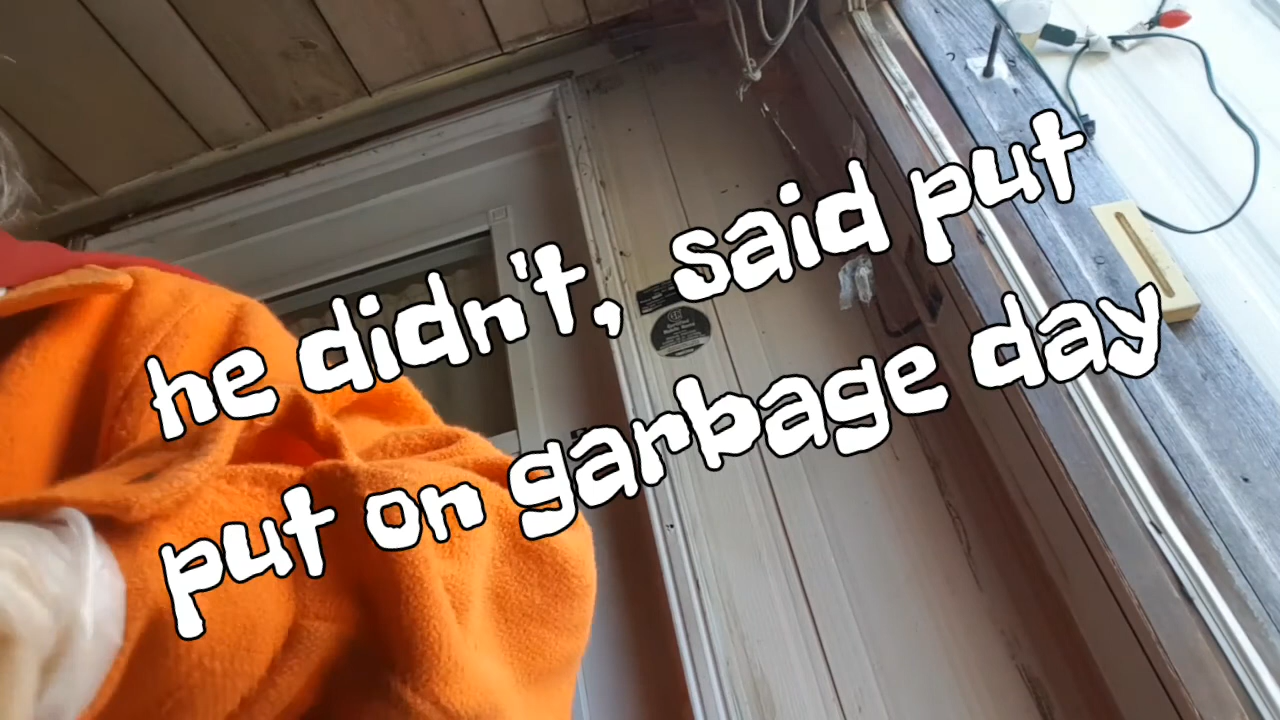 he didn't, said put
put on garbage day